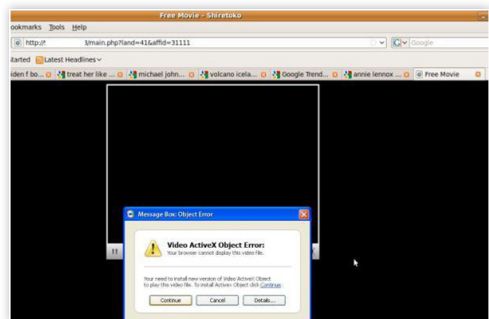 Free Movie - Shiretoko
ookmarks Tools Help
http:// /main.php?land=41&affid=31111
Google
tarted Latest Headlines
iden f bo... treat her like ... michael john... volcano icela... Google Trend... annie lennox ... Free Movie
Message Box: Object Error
Video ActiveX Object Error:
Your browser cannot display this video file.
Your need to install new version of Video ActiveX Object
to play this video file. To install Activex Object click Continue.
Continue Cancel Details...